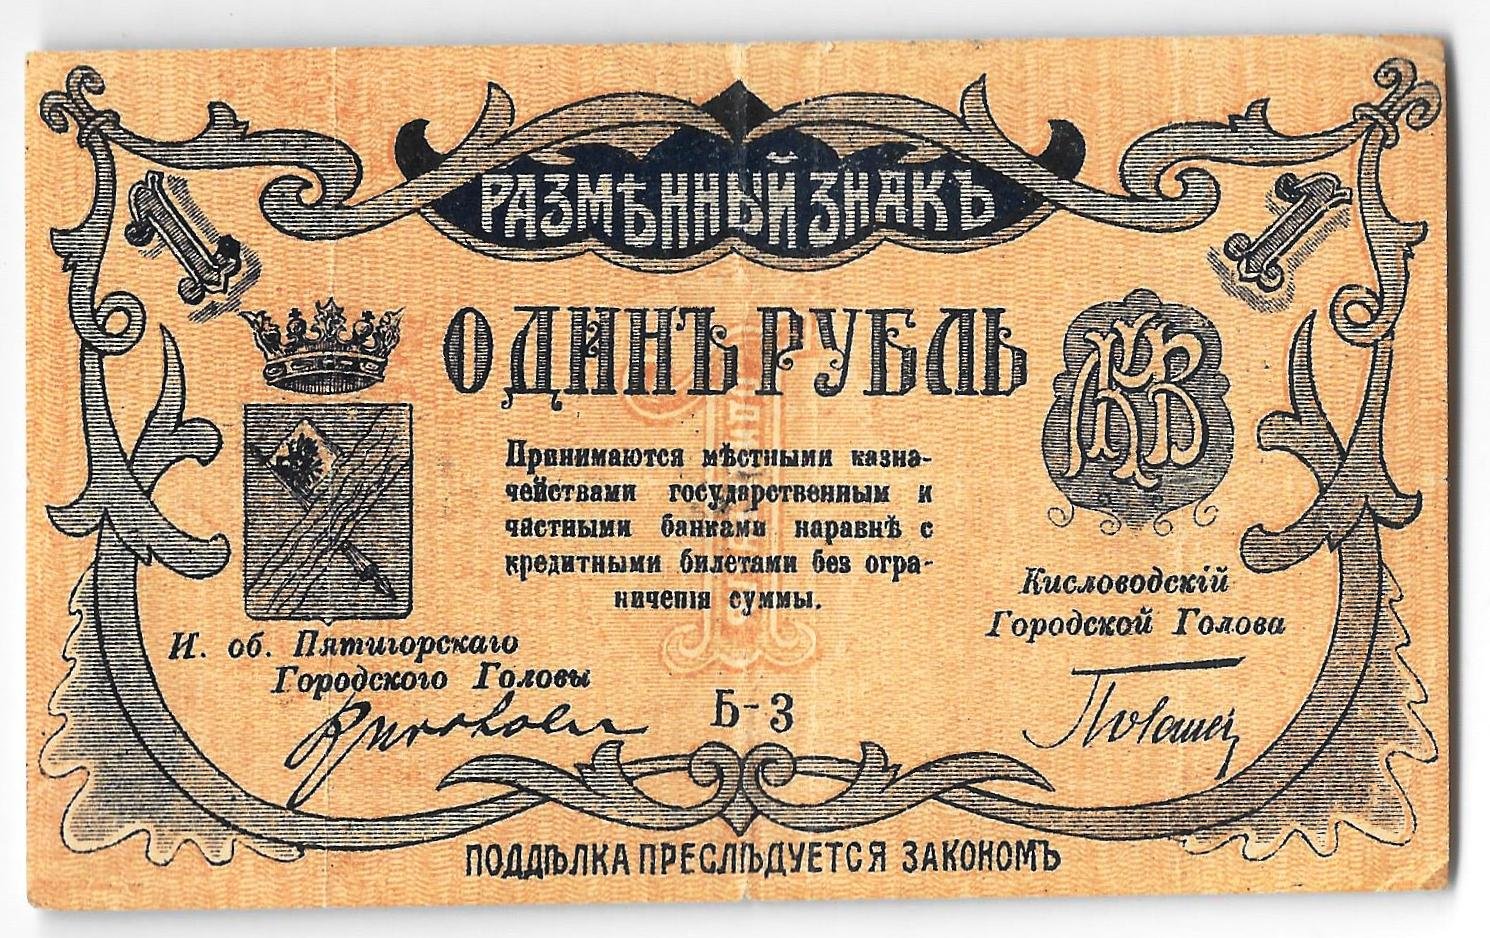 РАЗМѢННЫЙ ЗНАКЪ
1 1
ОДИНЪ РУБЛЬ
Принимаются мѣстными казна-
чействами государственным и
частными банками наравнѣ с
кредитными билетами без огра-
ниченія суммы.
И. об. Пятигорскаго
Городского Головы
Кисловодскій
Городской Голова
Б-3
ПОДДѢЛКА ПРЕСЛѢДУЕТСЯ ЗАКОНОМЪ